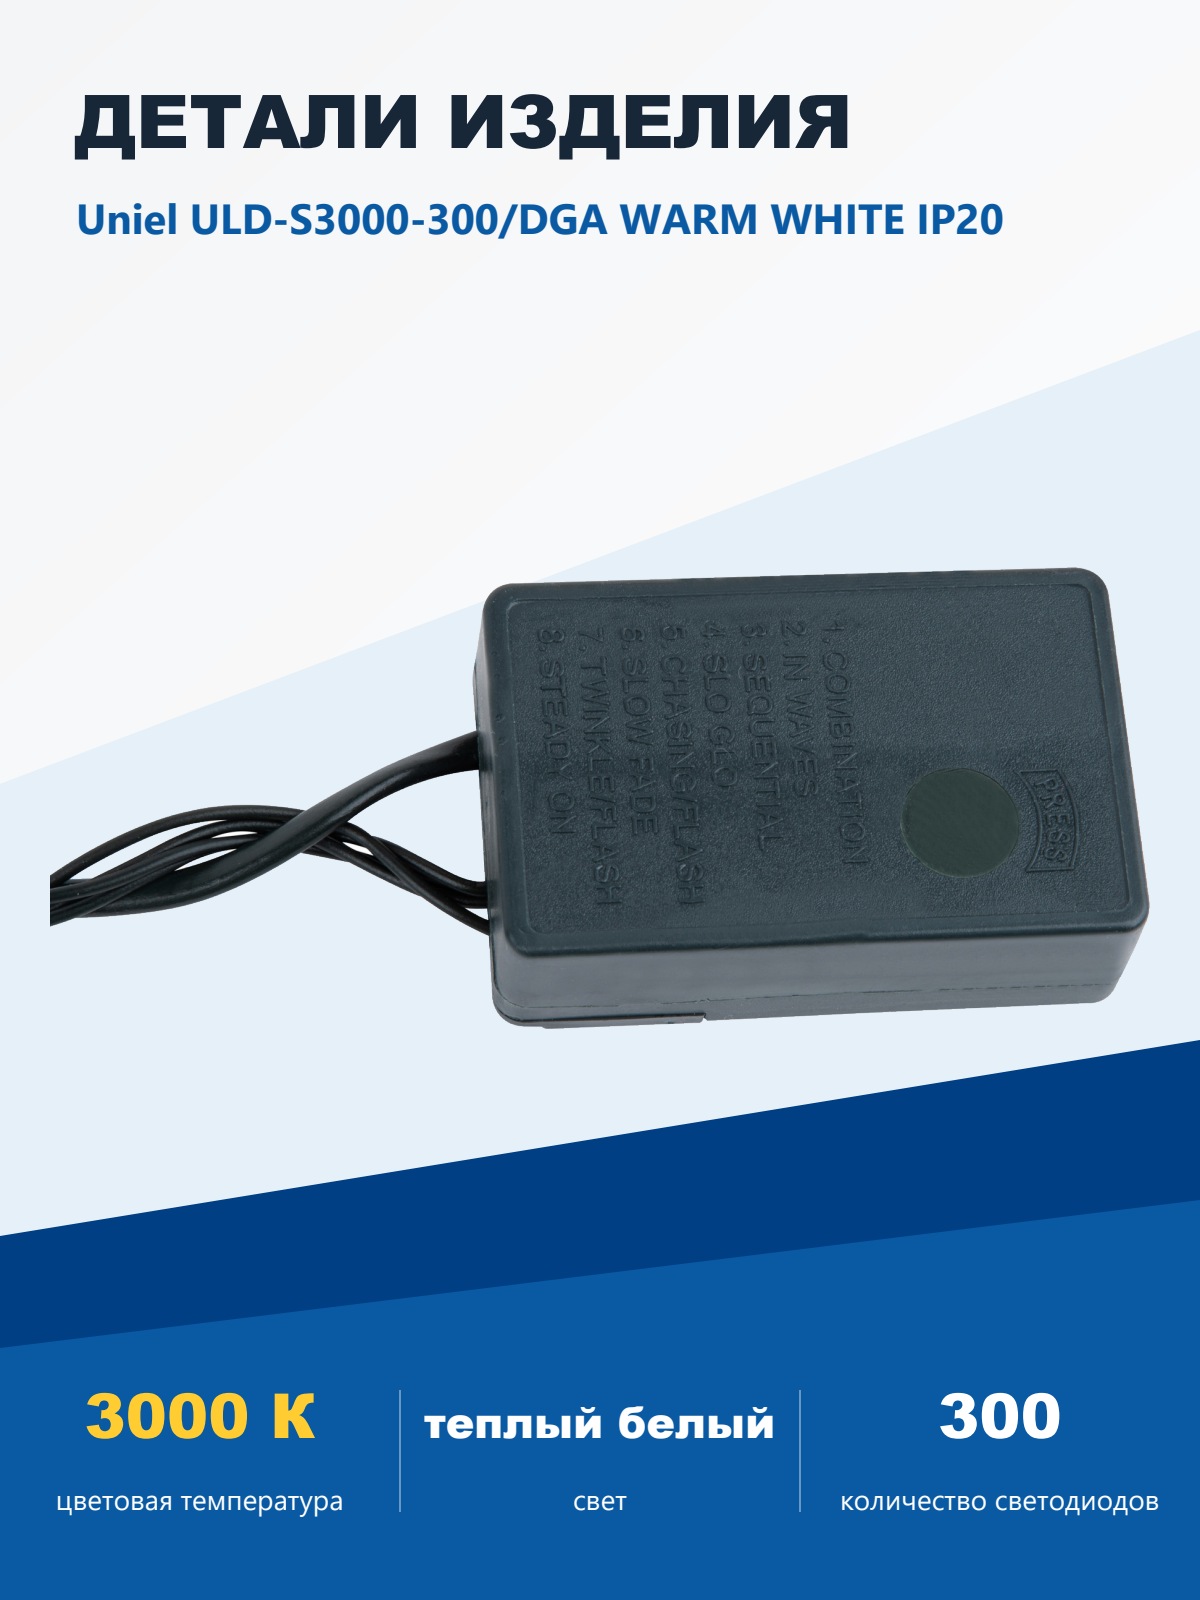 ДЕТАЛИ ИЗДЕЛИЯ
Uniel ULD-S3000-300/DGA WARM WHITE IP20
1. COMBINATION
2. IN WAVES
3. SEQUENTIAL
4. SLO GLO
5. CHASING/FLASH
6. SLOW FADE
7. TWINKLE/FLASH
8. STEADY ON
PRESS
3000 К
цветовая температура
теплый белый
свет
300
количество светодиодов